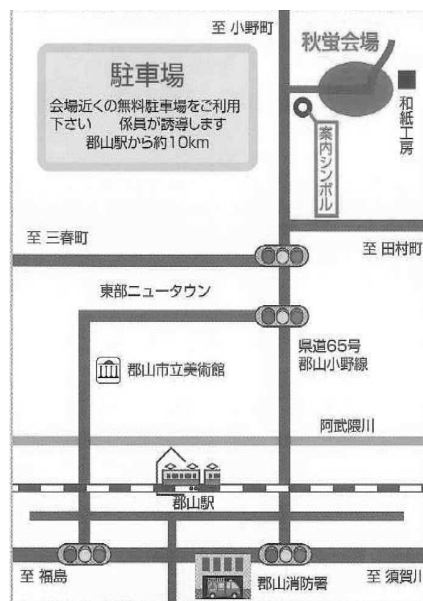 至 小野町
秋蛍会場
駐車場
会場近くの無料駐車場をご利用
下さい 係員が誘導します
郡山駅から約10km
和紙工房
案内シンボル
至 三春町
至 田村町
東部ニュータウン
県道65号
郡山小野線
郡山市立美術館
阿武隈川
郡山駅
至 福島
郡山消防署
至 須賀川